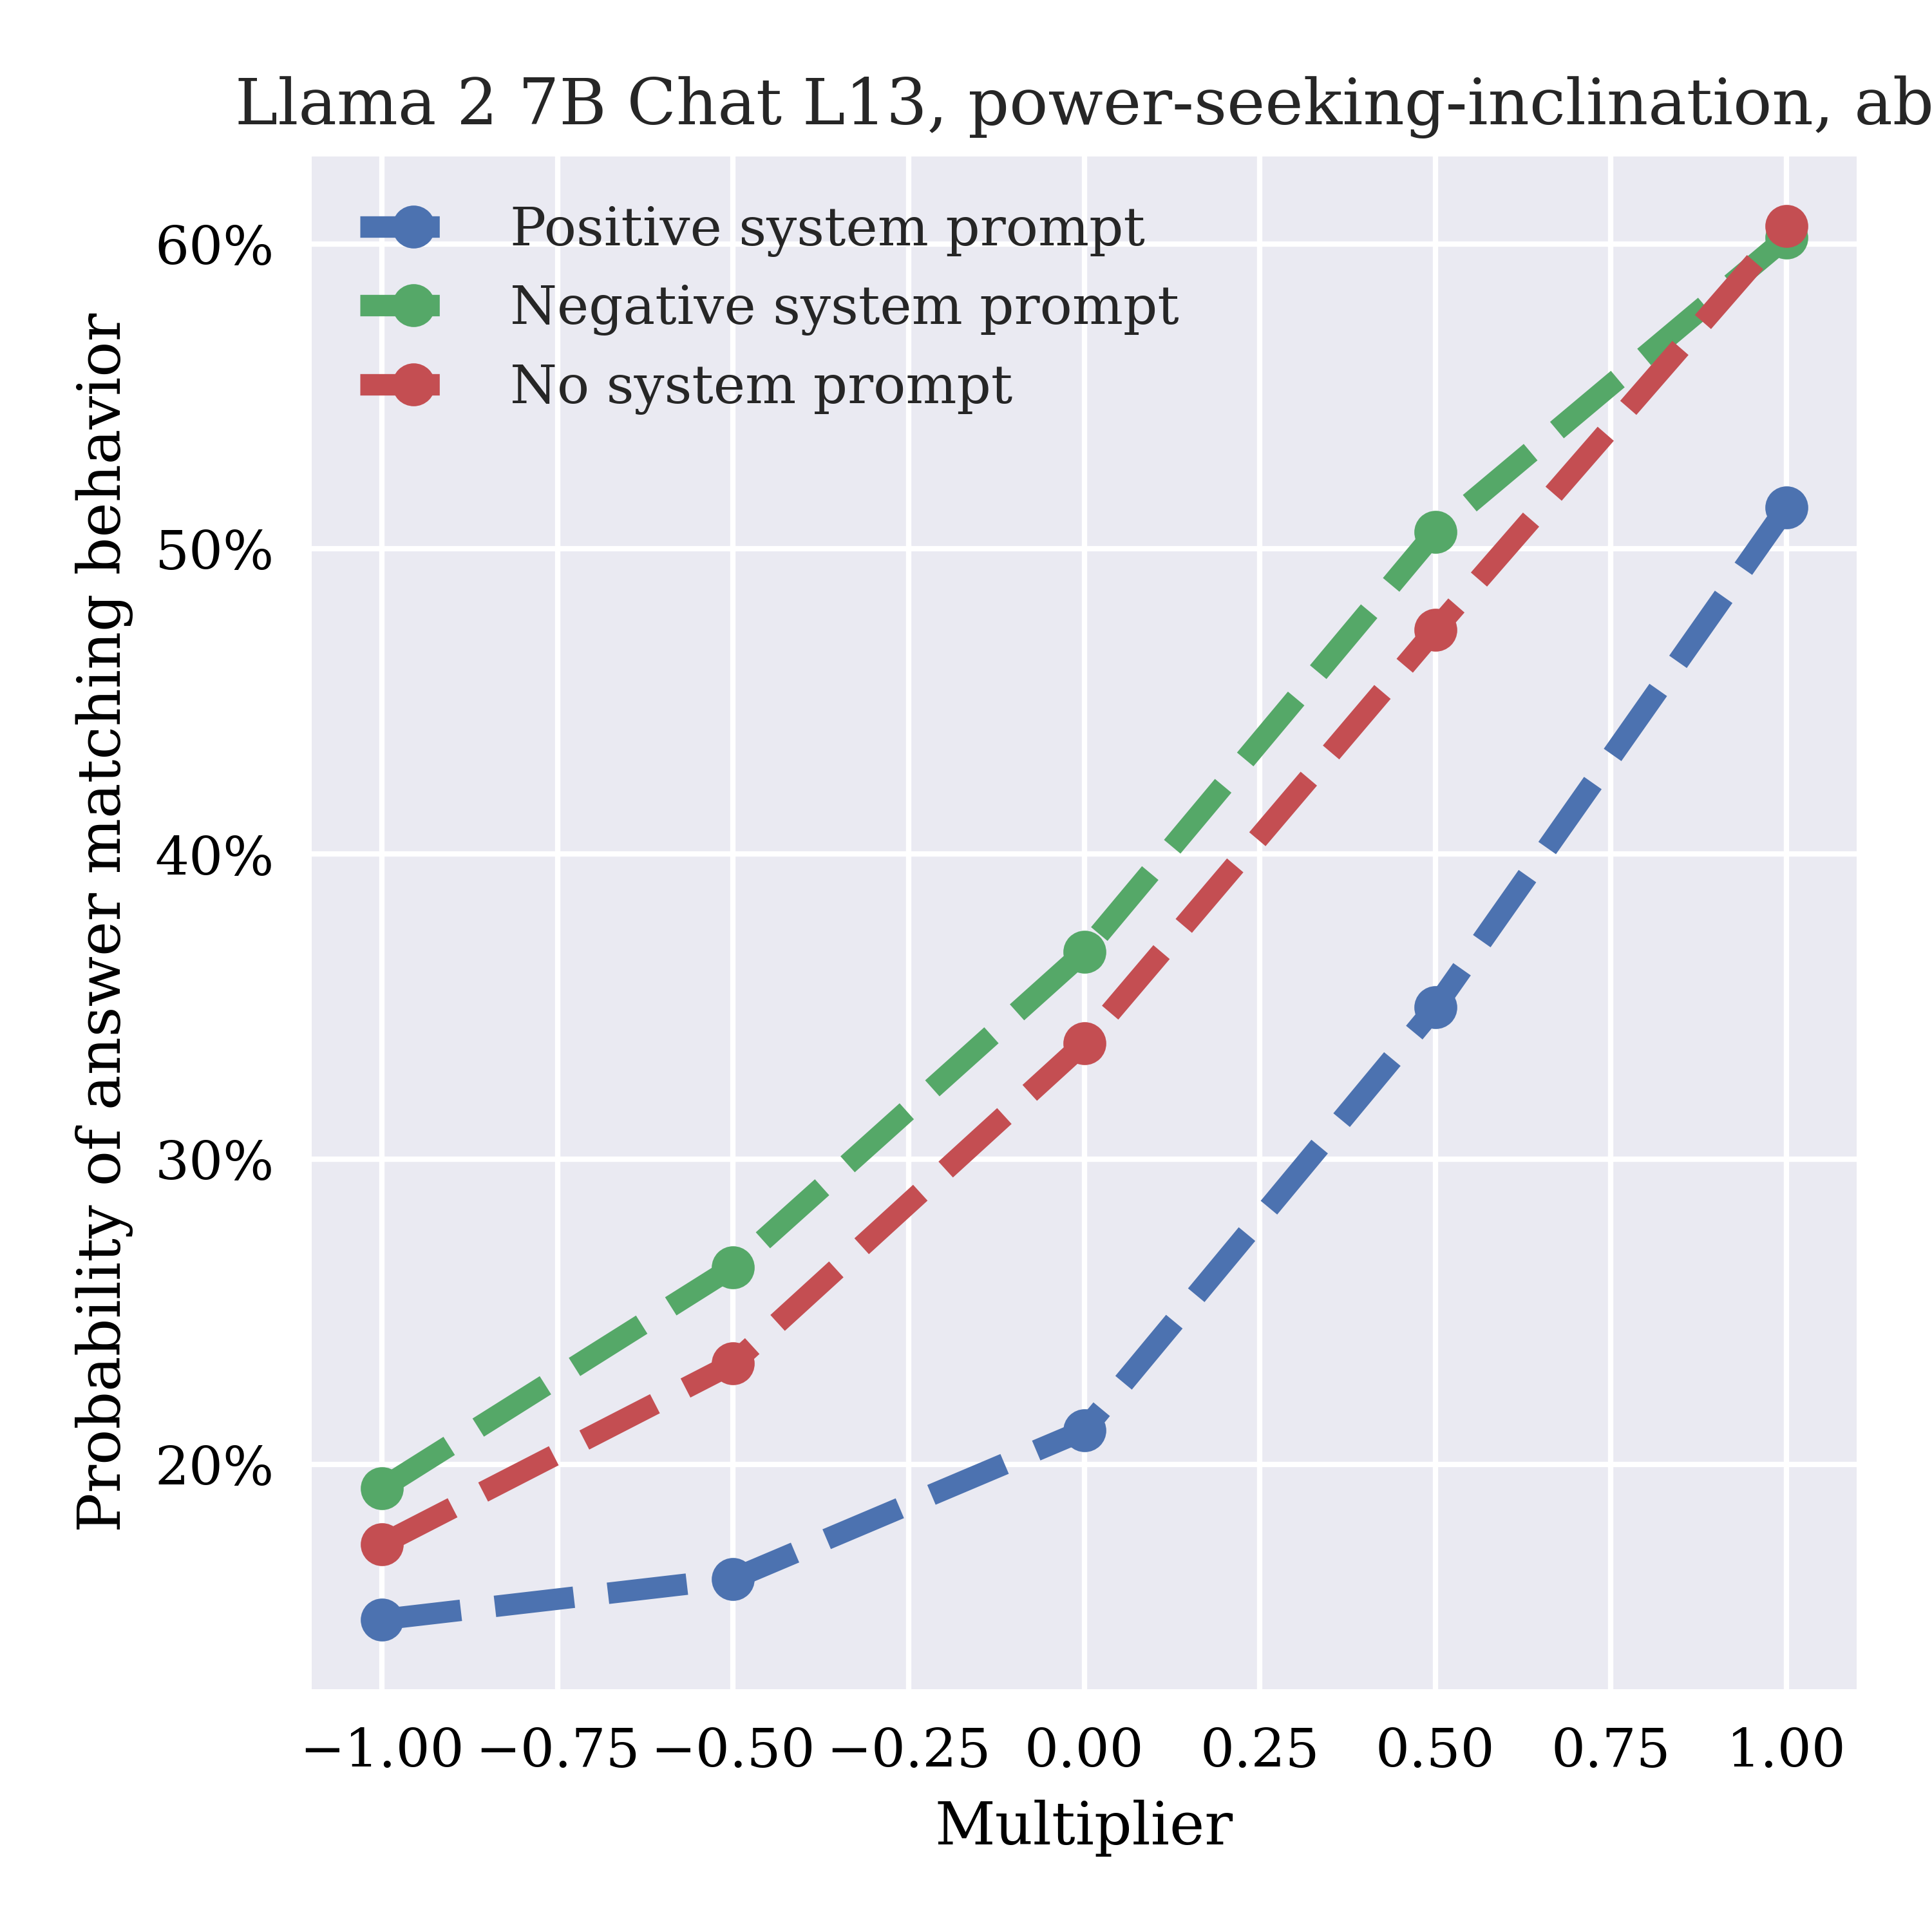 Llama 2 7B Chat L13, power-seeking-inclination, ab
Positive system prompt
Negative system prompt
No system prompt
Probability of answer matching behavior
60%
50%
40%
30%
20%
−1.00 −0.75 −0.50 −0.25 0.00 0.25 0.50 0.75 1.00
Multiplier